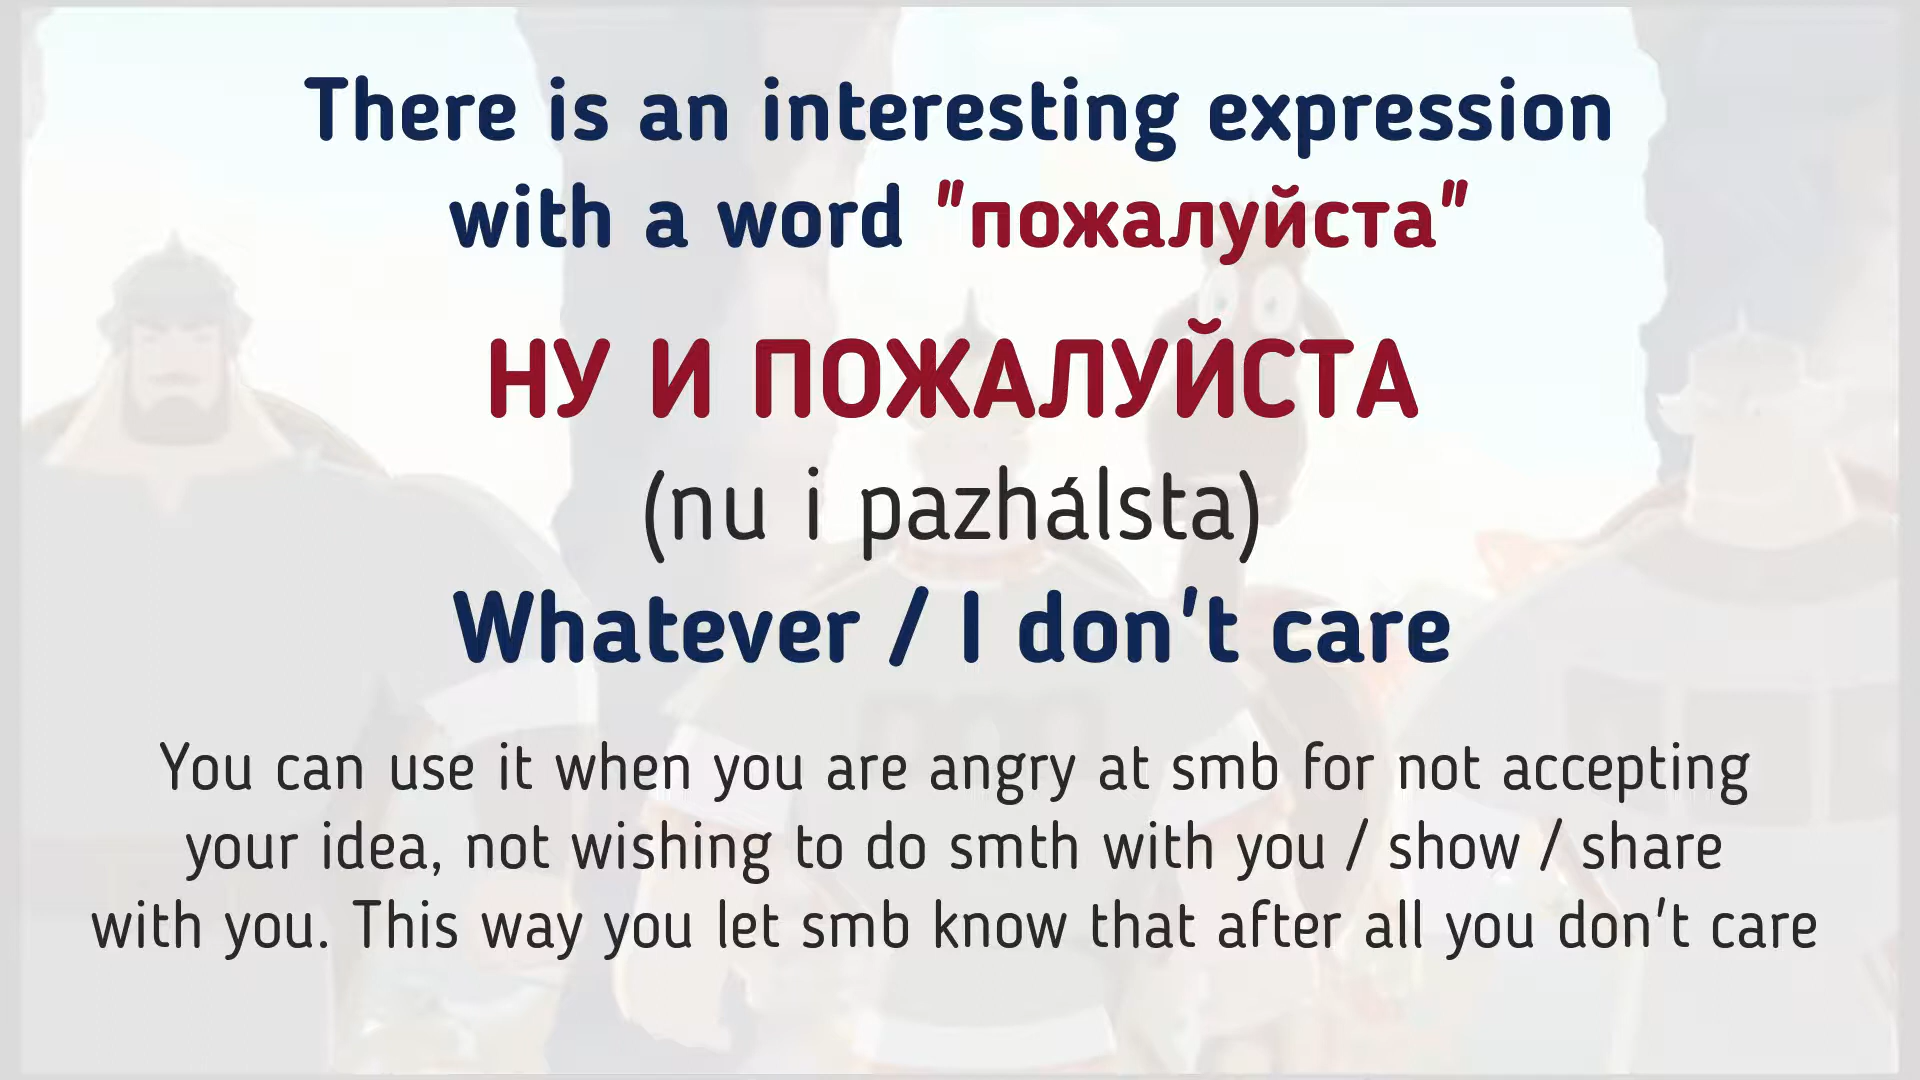 There is an interesting expression
with a word "пожалуйста"
НУ И ПОЖАЛУЙСТА
(nu i pazhálsta)
Whatever / I don't care
You can use it when you are angry at smb for not accepting
your idea, not wishing to do smth with you / show / share
with you. This way you let smb know that after all you don't care